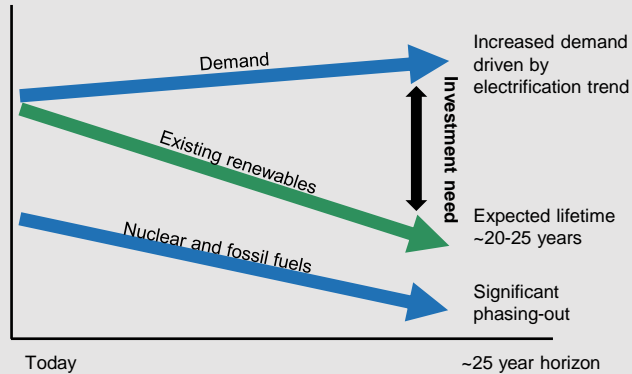 Demand
Increased demand
driven by
electrification trend
Investment need
Existing renewables
Expected lifetime
~20-25 years
Nuclear and fossil fuels
Significant
phasing-out
Today
~25 year horizon